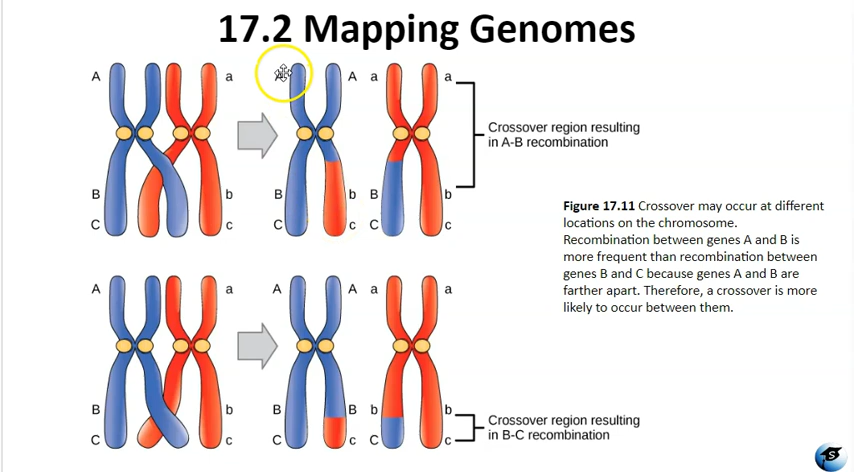 17.2 Mapping Genomes
A a A A a a
B b B b B b
C c C c C c
Crossover region resulting
in A-B recombination
Figure 17.11 Crossover may occur at different
locations on the chromosome.
Recombination between genes A and B is
more frequent than recombination between
genes B and C because genes A and B are
farther apart. Therefore, a crossover is more
likely to occur between them.
A a A A a a
B b B B b b
C c C c C c
Crossover region resulting
in B-C recombination
S